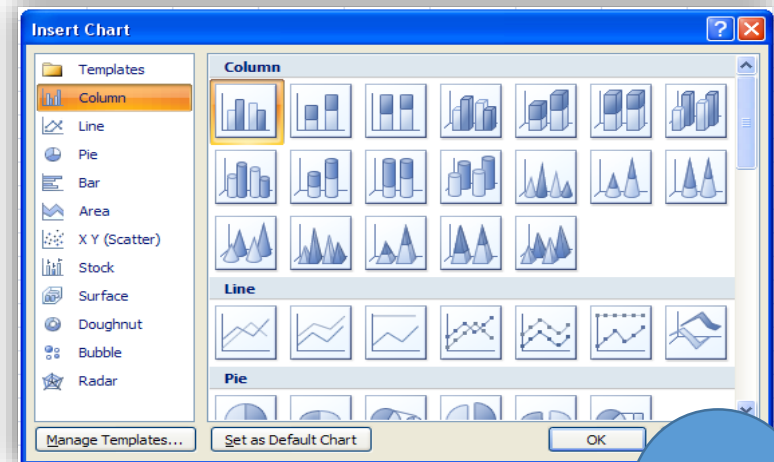 Insert Chart
Templates
Column
Line
Pie
Bar
Area
X Y (Scatter)
Stock
Surface
Doughnut
Bubble
Radar
Column
Line
Pie
Manage Templates...
Set as Default Chart
OK